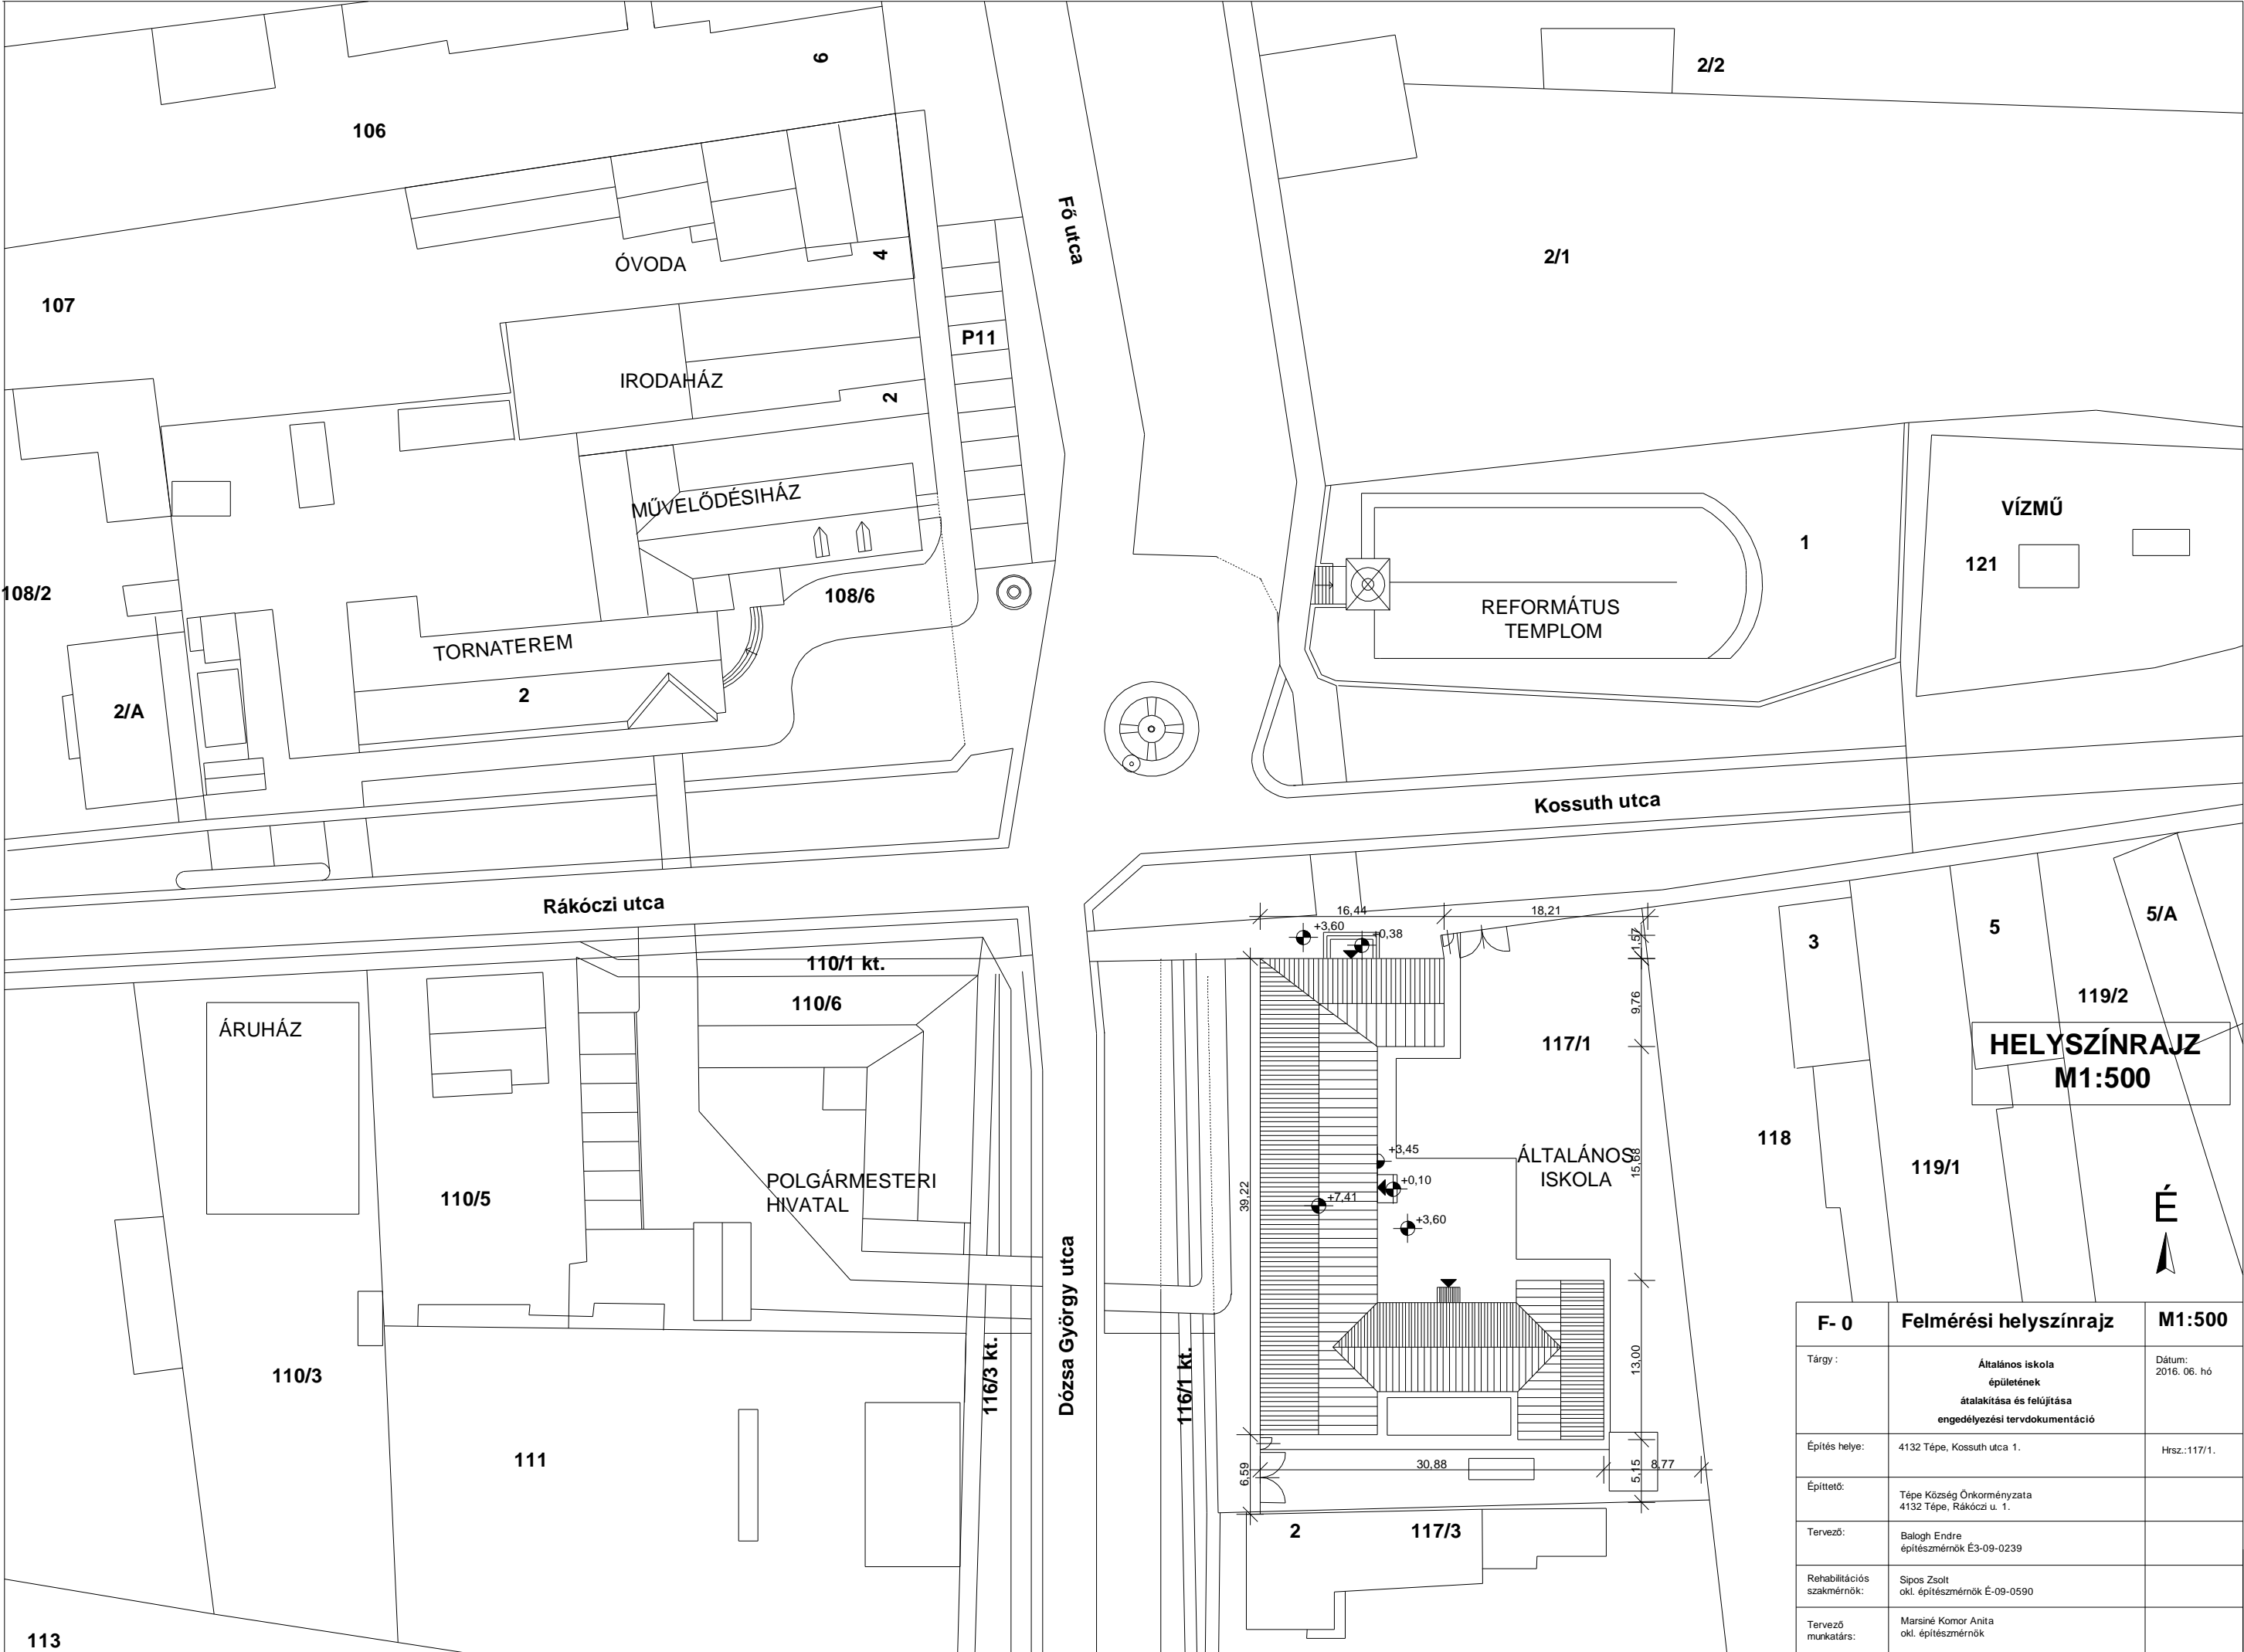 6
2/2
106
Fő utca
ÓVODA
4
2/1
107
P11
IRODAHÁZ
2
MŰVELŐDÉSIHÁZ
VÍZMŰ
1
121
108/2
108/6
REFORMÁTUS
TEMPLOM
TORNATEREM
2
2/A
Kossuth utca
Rákóczi utca
16,44
18,21
+3,60
+0,38
1,57
3
5
5/A
110/1 kt.
110/6
9,76
119/2
ÁRUHÁZ
117/1
HELYSZÍNRAJZ
M1:500
118
+3,45
ÁLTALÁNOS
ISKOLA
15,68
119/1
110/5
POLGÁRMESTERI
HIVATAL
39,22
+0,10
+7,41
+3,60
É
Dózsa György utca
116/3 kt.
116/1 kt.
13,00
110/3
111
6,59
30,88
5,15
8,77
2
117/3
113
F- 0
Felmérési helyszínrajz
M1:500
Tárgy :
Általános iskola
épületének
átalakítása és felújítása
engedélyezési tervdokumentáció
Dátum:
2016. 06. hó
Építés helye:
4132 Tépe, Kossuth utca 1.
Hrsz.:117/1.
Építtető:
Tépe Község Önkormányzata
4132 Tépe, Rákóczi u. 1.
Tervező:
Balogh Endre
építészmérnök É3-09-0239
Rehabilitációs
szakmérnök:
Sipos Zsolt
okl. építészmérnök É-09-0590
Tervező
munkatárs:
Marsiné Komor Anita
okl. építészmérnök